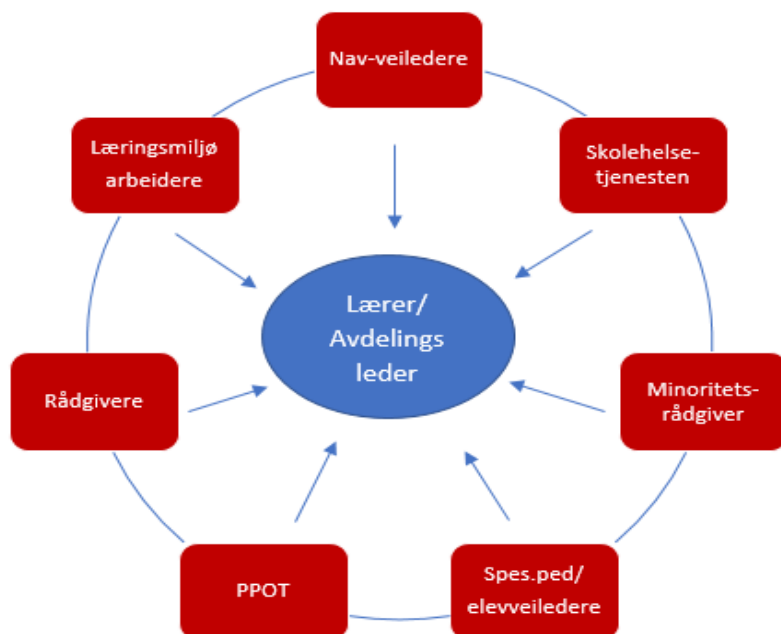 Nav-veiledere
Læringsmiljø
arbeidere
Skolehelse-
tjenesten
Lærer/
Avdelings
leder
Rådgivere
Minoritets-
rådgiver
PPOT
Spes.ped/
elevveiledere